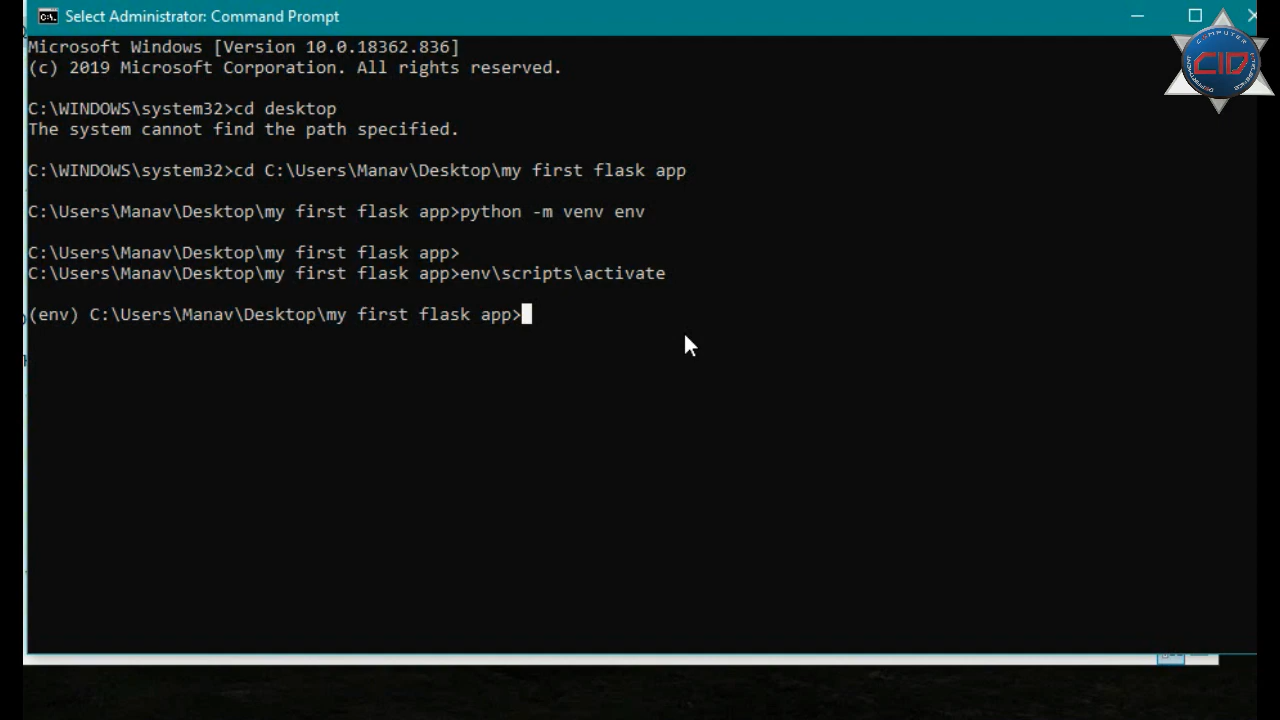 Select Administrator: Command Prompt
Microsoft Windows [Version 10.0.18362.836]
(c) 2019 Microsoft Corporation. All rights reserved.
C:\WINDOWS\system32>cd desktop
The system cannot find the path specified.
C:\WINDOWS\system32>cd C:\Users\Manav\Desktop\my first flask app
C:\Users\Manav\Desktop\my first flask app>python -m venv env
C:\Users\Manav\Desktop\my first flask app>
C:\Users\Manav\Desktop\my first flask app>env\scripts\activate
(env) C:\Users\Manav\Desktop\my first flask app>
COMPUTER
CID
DEPARTMENT